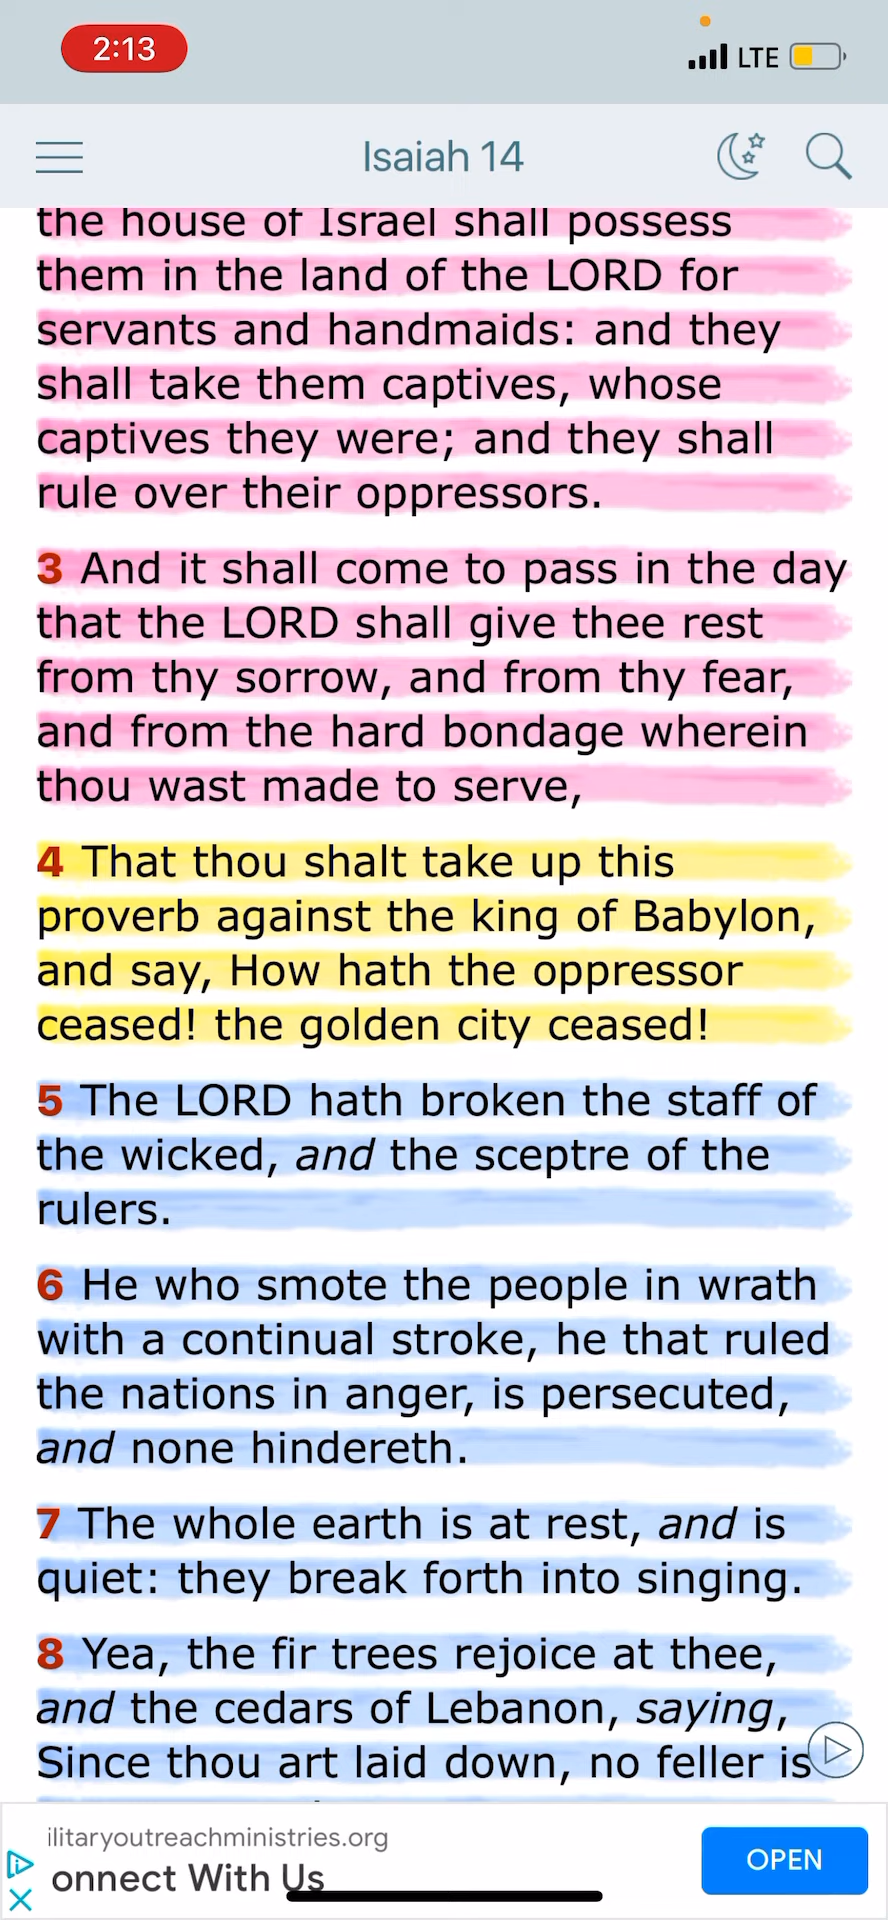 2:13
LTE
Isaiah 14
the house of Israel shall possess
them in the land of the LORD for
servants and handmaids: and they
shall take them captives, whose
captives they were; and they shall
rule over their oppressors.
3 And it shall come to pass in the day
that the LORD shall give thee rest
from thy sorrow, and from thy fear,
and from the hard bondage wherein
thou wast made to serve,
4 That thou shalt take up this
proverb against the king of Babylon,
and say, How hath the oppressor
ceased! the golden city ceased!
5 The LORD hath broken the staff of
the wicked, and the sceptre of the
rulers.
6 He who smote the people in wrath
with a continual stroke, he that ruled
the nations in anger, is persecuted,
and none hindereth.
7 The whole earth is at rest, and is
quiet: they break forth into singing.
8 Yea, the fir trees rejoice at thee,
and the cedars of Lebanon, saying,
Since thou art laid down, no feller is
ilitaryoutreachministries.org
onnect With Us
OPEN